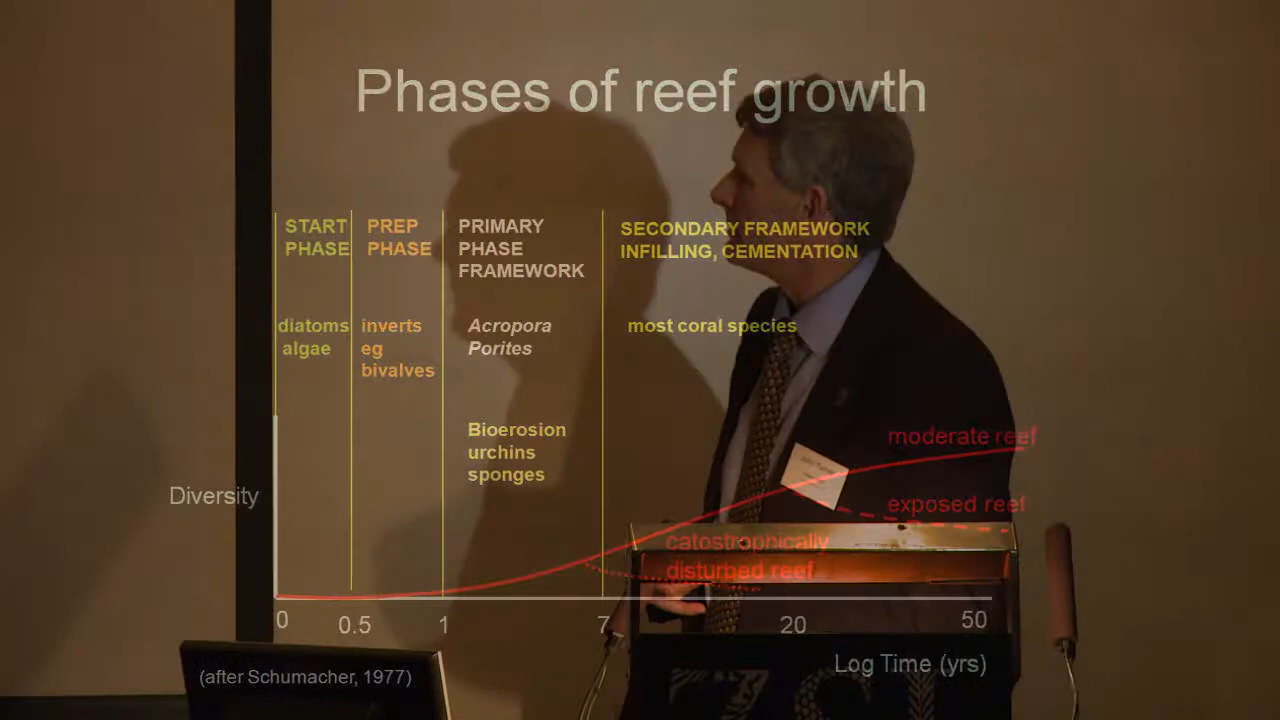 Phases of reef growth
START
PHASE
PREP
PHASE
PRIMARY
PHASE
FRAMEWORK
SECONDARY FRAMEWORK
INFILLING, CEMENTATION
diatoms
algae
inverts
eg
bivalves
Acropora
Porites
most coral species
Bioerosion
urchins
sponges
moderate reef
Diversity
exposed reef
catostrophically
disturbed reef
0
0.5
1
7
20
50
Log Time (yrs)
(after Schumacher, 1977)
ZSL